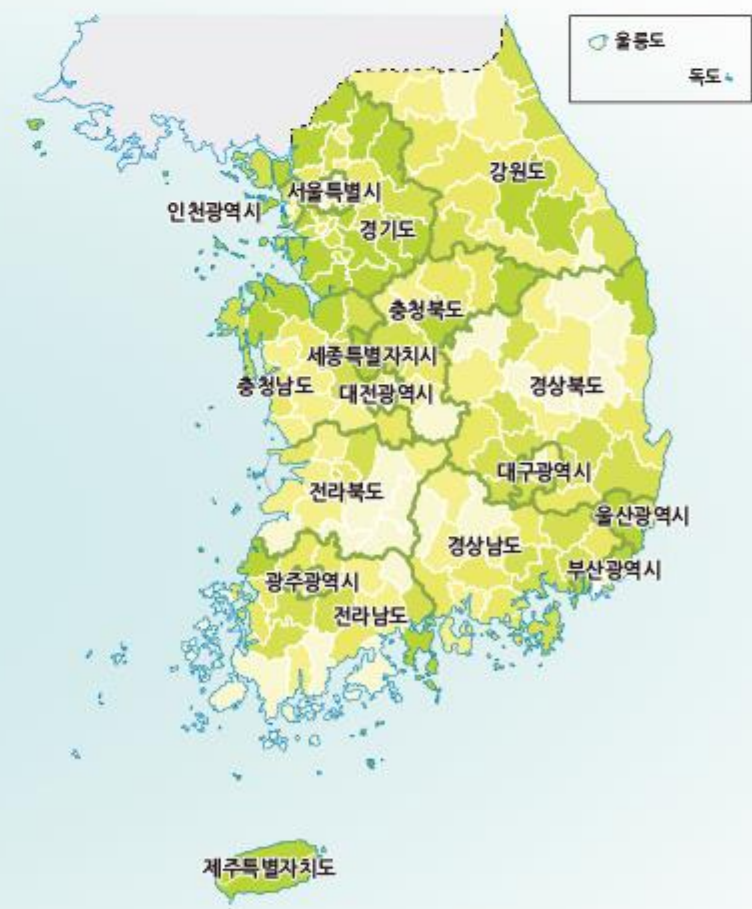 울릉도
독도
강원도
서울특별시
인천광역시
경기도
충청북도
세종특별자치시
충청남도
대전광역시
경상북도
대구광역시
전라북도
울산광역시
경상남도
부산광역시
광주광역시
전라남도
제주특별자치도